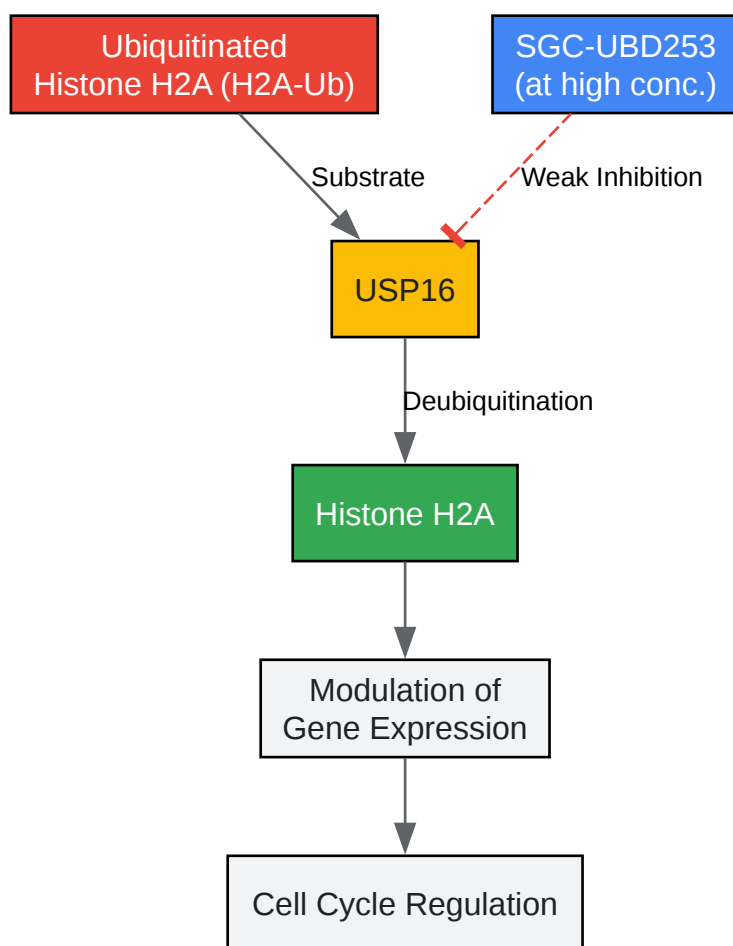 Ubiquitinated
Histone H2A (H2A-Ub)
SGC-UBD253
(at high conc.)
Substrate
Weak Inhibition
USP16
Deubiquitination
Histone H2A
Modulation of
Gene Expression
Cell Cycle Regulation